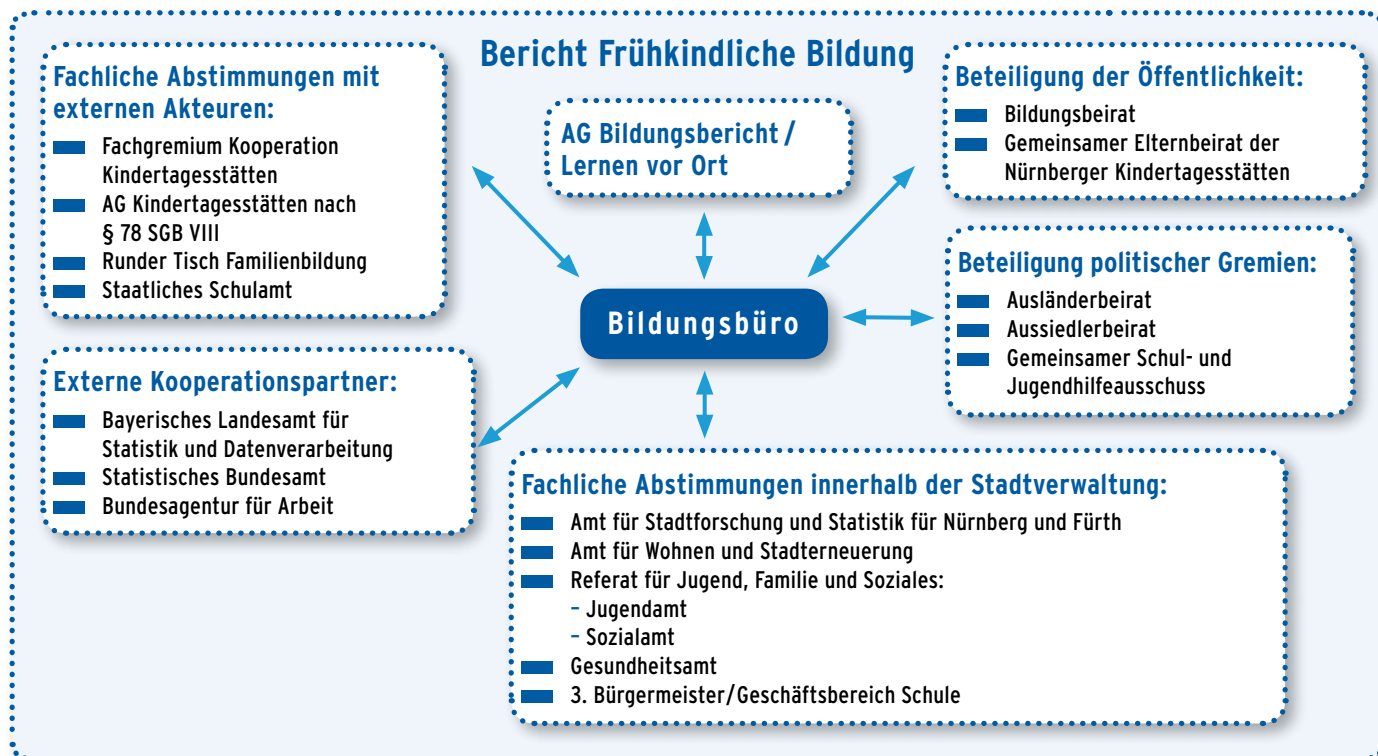 Bericht Frühkindliche Bildung
Fachliche Abstimmungen mit
externen Akteuren:
Fachgremium Kooperation
Kindertagesstätten
AG Kindertagesstätten nach
§ 78 SGB VIII
Runder Tisch Familienbildung
Staatliches Schulamt
AG Bildungsbericht /
Lernen vor Ort
Beteiligung der Öffentlichkeit:
Bildungsbeirat
Gemeinsamer Elternbeirat der
Nürnberger Kindertagesstätten
Beteiligung politischer Gremien:
Ausländerbeirat
Aussiedlerbeirat
Gemeinsamer Schul- und
Jugendhilfeausschuss
Bildungsbüro
Externe Kooperationspartner:
Bayerisches Landesamt für
Statistik und Datenverarbeitung
Statistisches Bundesamt
Bundesagentur für Arbeit
Fachliche Abstimmungen innerhalb der Stadtverwaltung:
Amt für Stadtforschung und Statistik für Nürnberg und Fürth
Amt für Wohnen und Stadterneuerung
Referat für Jugend, Familie und Soziales:
– Jugendamt
– Sozialamt
Gesundheitsamt
3. Bürgermeister/Geschäftsbereich Schule